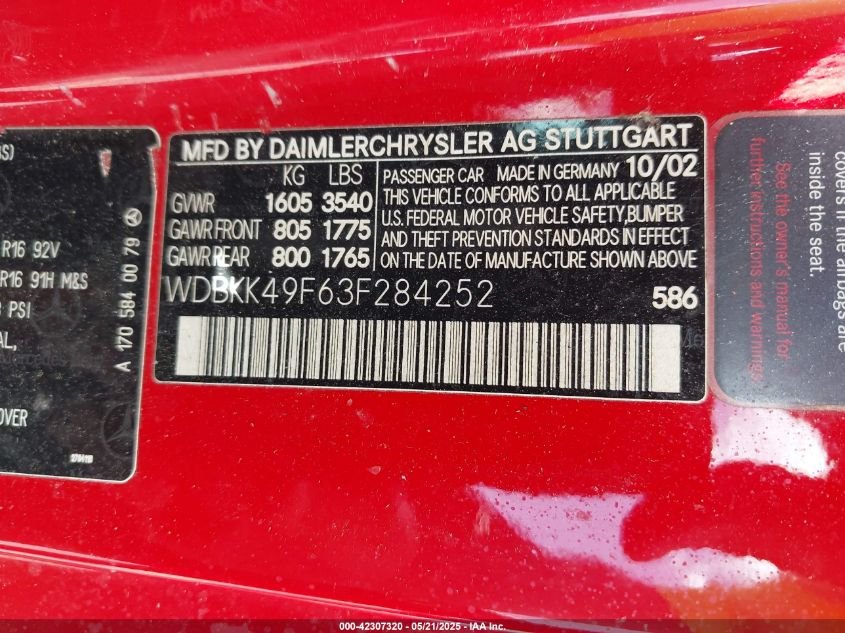 MFD BY DAIMLERCHRYSLER AG STUTTGART
KG LBS
GVWR 1605 3540
GAWR FRONT 805 1775
GAWR REAR 800 1765
PASSENGER CAR MADE IN GERMANY 10/02
THIS VEHICLE CONFORMS TO ALL APPLICABLE
U.S. FEDERAL MOTOR VEHICLE SAFETY, BUMPER
AND THEFT PREVENTION STANDARDS IN EFFECT
ON THE DATE OF MANUFACTURE SHOWN ABOVE
WDBKK49F63F284252
586
R16 92V
R16 91H M&S
PSI
AL,
OVER
A 170 584 00 79
covers
inside the seat.
See the owner's manual for
further instructions and warnings
000-42307320 - 05/21/2025 - IAA Inc.